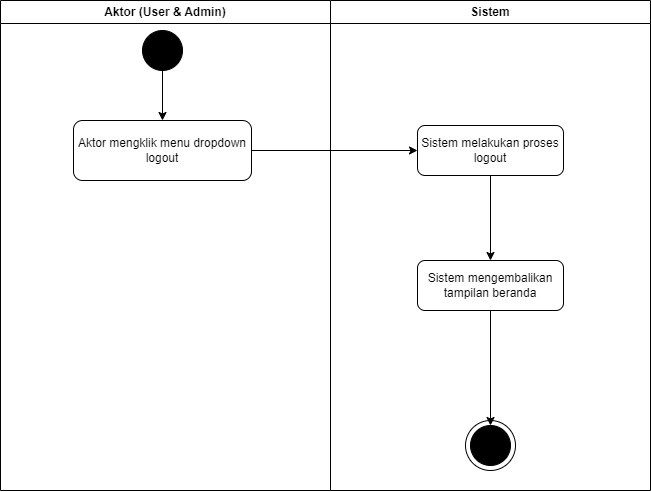 Aktor (User & Admin)
Sistem
Aktor mengklik menu dropdown
logout
Sistem melakukan proses
logout
Sistem mengembalikan
tampilan beranda